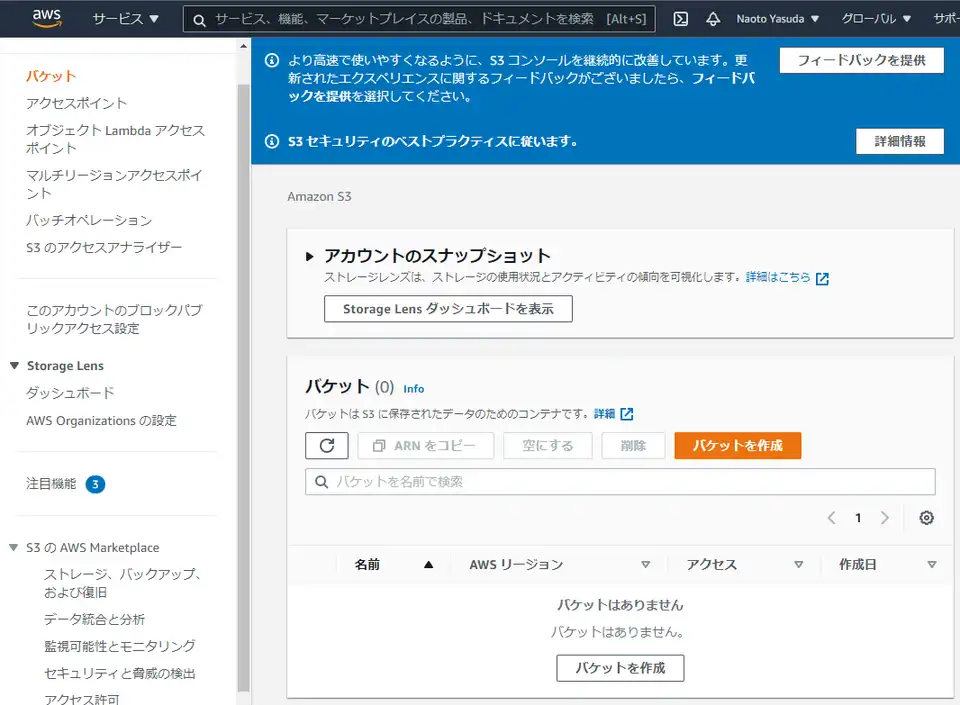 aws
サービス ▼
サービス、機能、マーケットプレイスの製品、ドキュメントを検索 [Alt+S]
Naoto Yasuda ▼
グローバル ▼
サポ
バケット
アクセスポイント
オブジェクト Lambda アクセス
ポイント
マルチリージョンアクセスポイ
ント
バッチオペレーション
S3 のアクセスアナライザー
このアカウントのブロックパブ
リックアクセス設定
▼ Storage Lens
ダッシュボード
AWS Organizations の設定
注目機能 3
▼ S3 の AWS Marketplace
ストレージ、バックアップ、
および復旧
データ統合と分析
監視可能性とモニタリング
セキュリティと脅威の検出
アクセス許可
より高速で使いやすくなるように、S3 コンソールを継続的に改善しています。更
新されたエクスペリエンスに関するフィードバックがございましたら、フィードバ
ックを提供を選択してください。
フィードバックを提供
S3 セキュリティのベストプラクティスに従います。
詳細情報
Amazon S3
▶ アカウントのスナップショット
ストレージレンズは、ストレージの使用状況とアクティビティの傾向を可視化します。詳細はこちら
Storage Lens ダッシュボードを表示
バケット (0) Info
バケットは S3 に保存されたデータのためのコンテナです。詳細
ARN をコピー
空にする
削除
バケットを作成
バケットを名前で検索
1
名前 ▲
AWS リージョン ▽
アクセス ▽
作成日 ▽
バケットはありません
バケットはありません。
バケットを作成